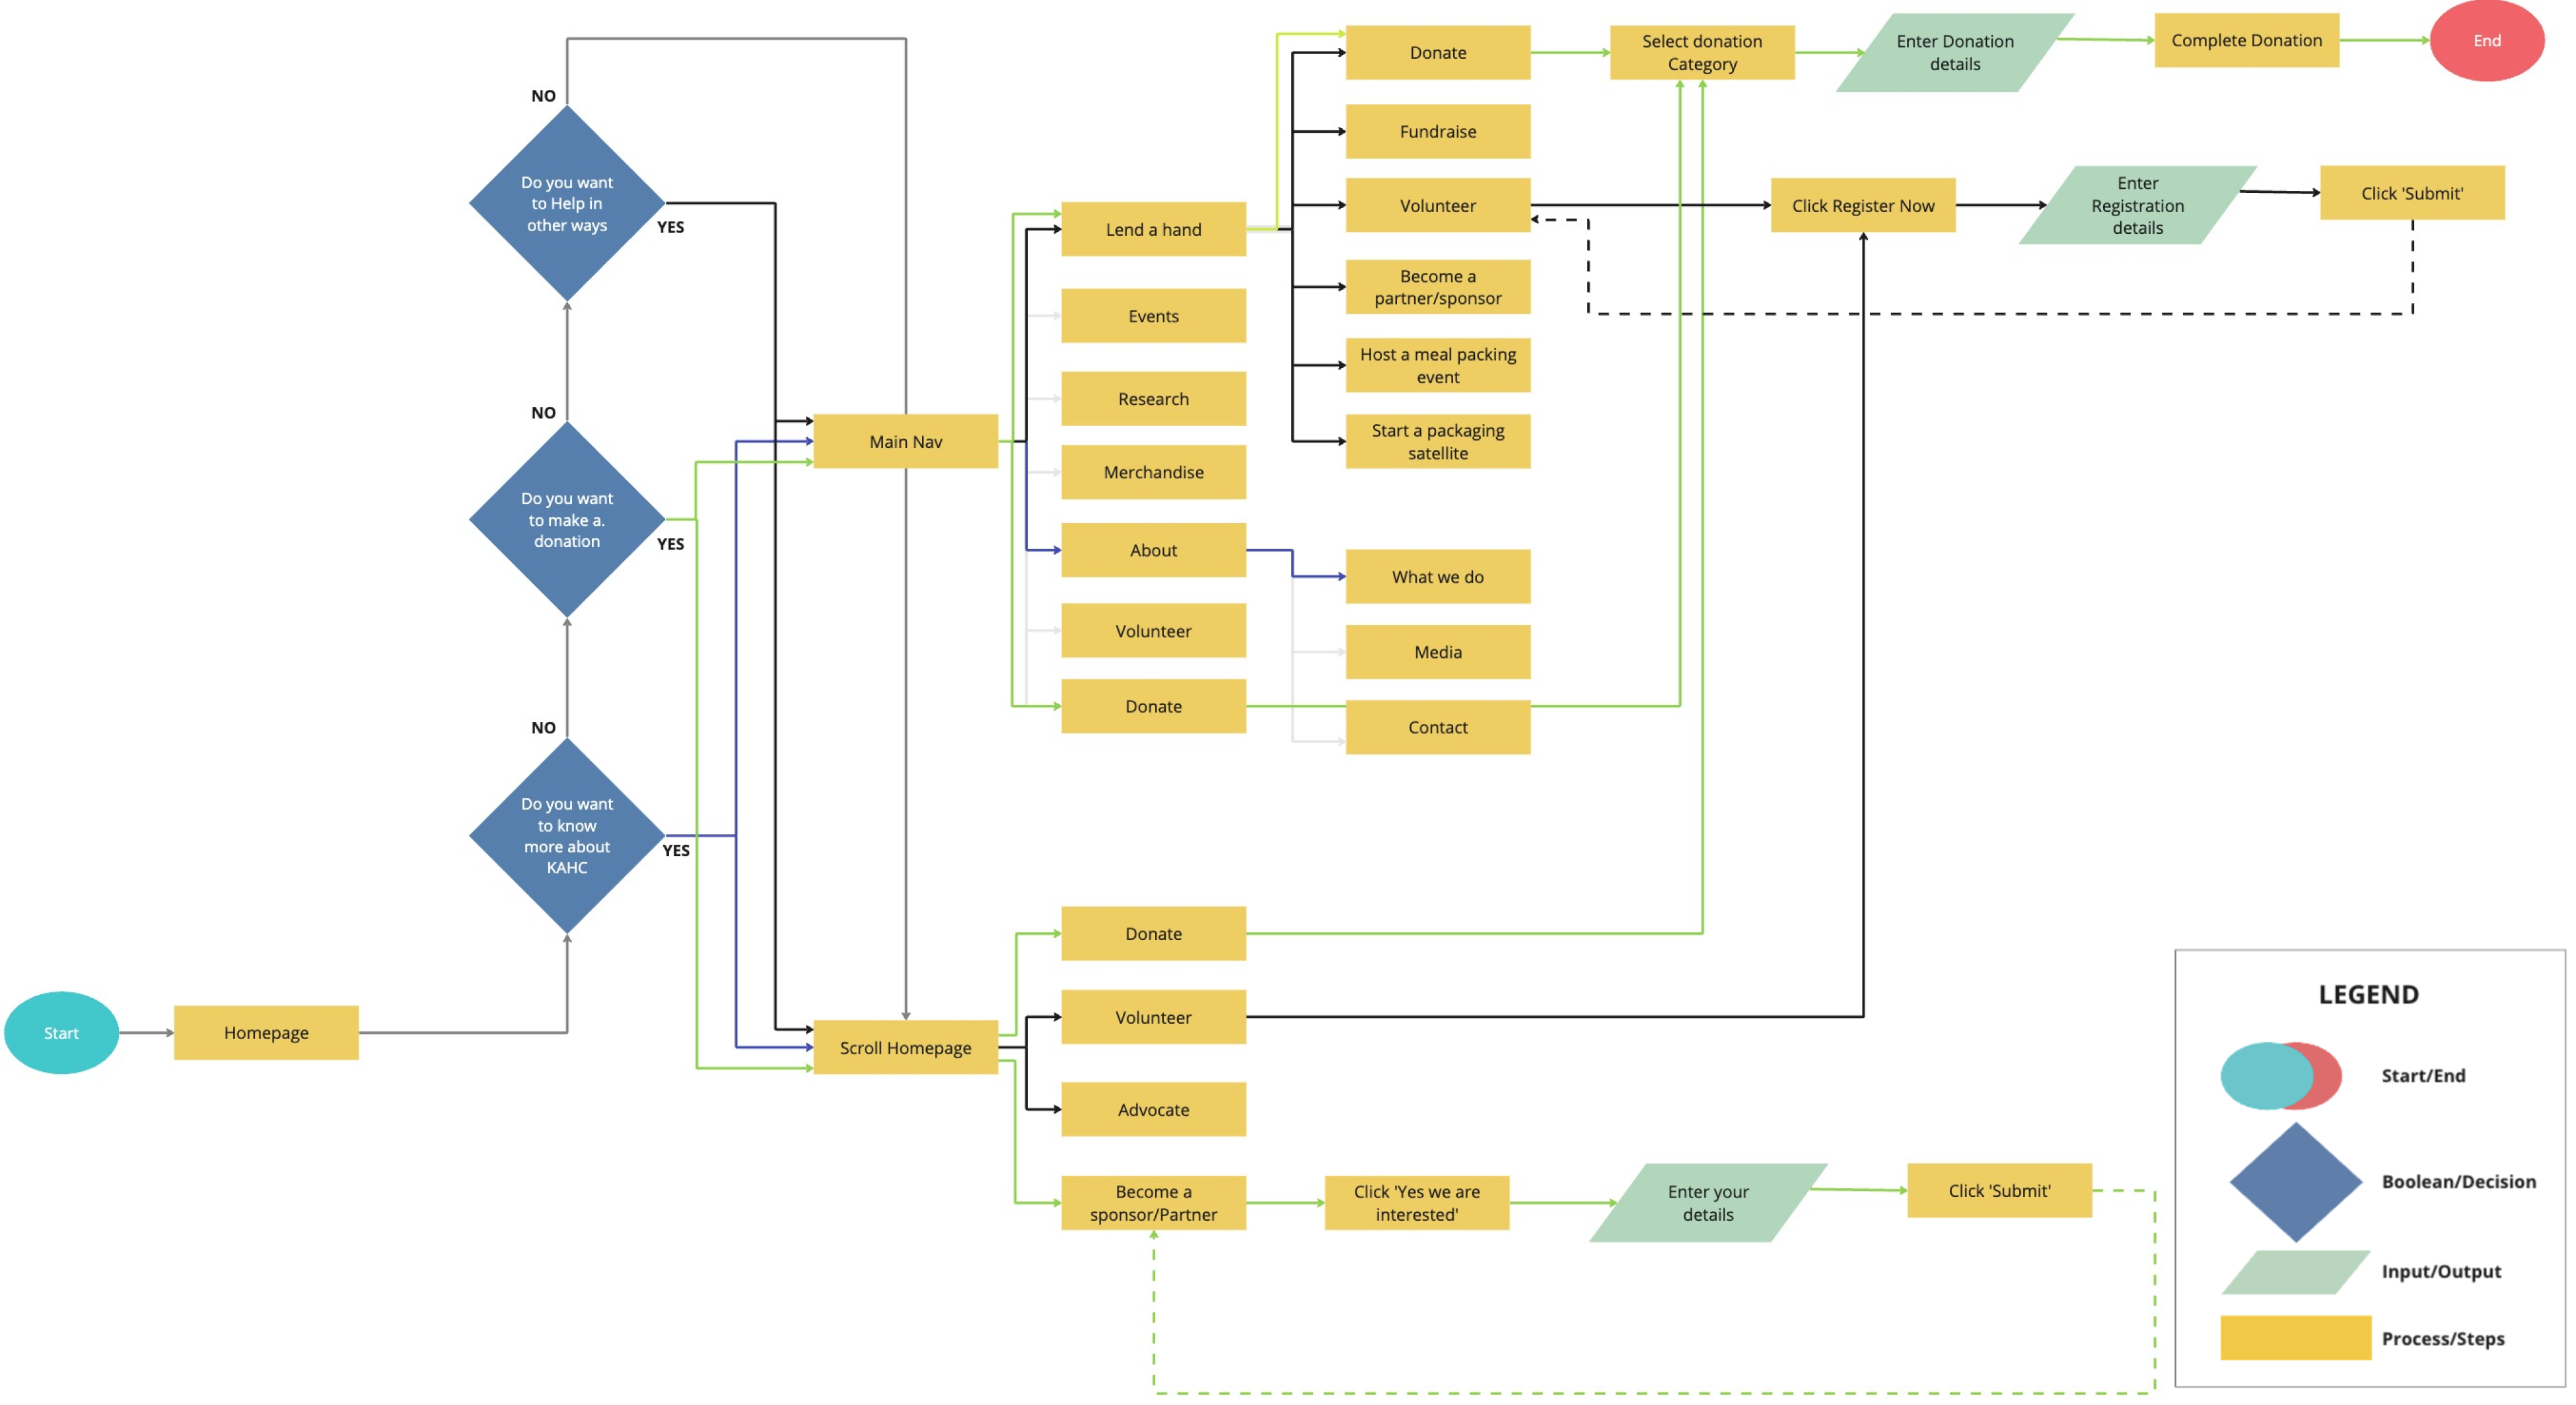 Donate
Select donation
Category
Enter Donation
details
Complete Donation
End
NO
Fundraise
Do you want
to Help in
other ways
YES
Lend a hand
Volunteer
Click Register Now
Enter
Registration
details
Click 'Submit'
Become a
partner/sponsor
Events
Host a meal packing
event
Research
NO
Main Nav
Start a packaging
satellite
Merchandise
Do you want
to make a.
donation
YES
About
What we do
Volunteer
Media
Donate
Contact
NO
Do you want
to know
more about
KAHC
YES
Donate
Start
Homepage
Scroll Homepage
Volunteer
Advocate
Become a
sponsor/Partner
Click 'Yes we are
interested'
Enter your
details
Click 'Submit'
LEGEND
Start/End
Boolean/Decision
Input/Output
Process/Steps